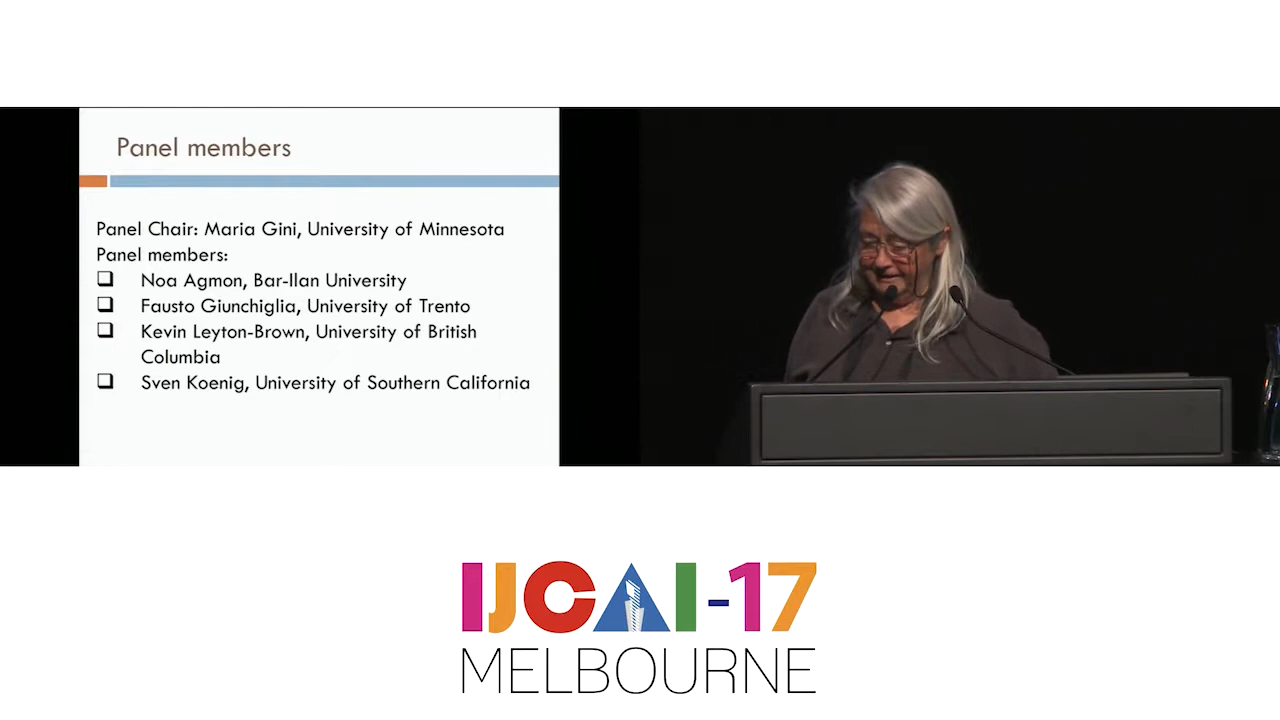 Panel members
Panel Chair: Maria Gini, University of Minnesota
Panel members:
Noa Agmon, Bar-Ilan University
Fausto Giunchiglia, University of Trento
Kevin Leyton-Brown, University of British
Columbia
Sven Koenig, University of Southern California
IJCAI-17
MELBOURNE